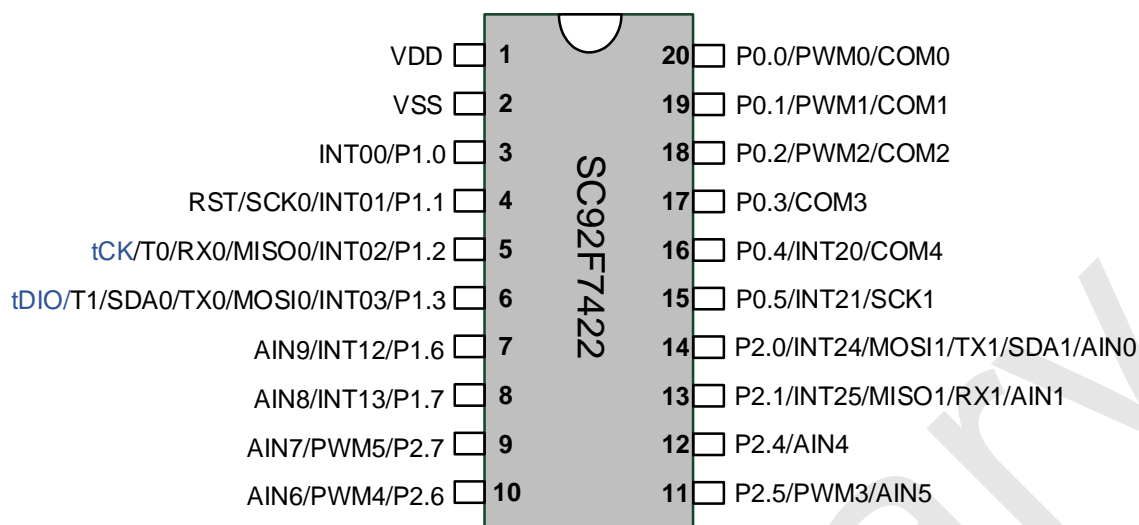 VDD 1 20 P0.0/PWM0/COM0
VSS 2 19 P0.1/PWM1/COM1
INT00/P1.0 3 18 P0.2/PWM2/COM2
RST/SCK0/INT01/P1.1 4 17 P0.3/COM3
tCK/T0/RX0/MISO0/INT02/P1.2 5 16 P0.4/INT20/COM4
tDIO/T1/SDA0/TX0/MOSI0/INT03/P1.3 6 15 P0.5/INT21/SCK1
AIN9/INT12/P1.6 7 14 P2.0/INT24/MOSI1/TX1/SDA1/AIN0
AIN8/INT13/P1.7 8 13 P2.1/INT25/MISO1/RX1/AIN1
AIN7/PWM5/P2.7 9 12 P2.4/AIN4
AIN6/PWM4/P2.6 10 11 P2.5/PWM3/AIN5
SC92F7422